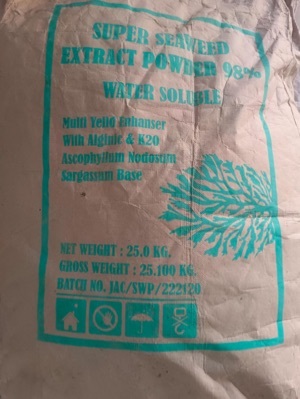 SUPER SEAWEED
EXTRACT POWDER 98%
WATER SOLUBLE
Multi Yeild Enhanser
With Alginic & K20
Ascophyllum Nodosum
Sargassum Base
NET WEIGHT : 25.0 KG.
GROSS WEIGHT : 25.100 KG.
BATCH NO. JAC/SWP/222120